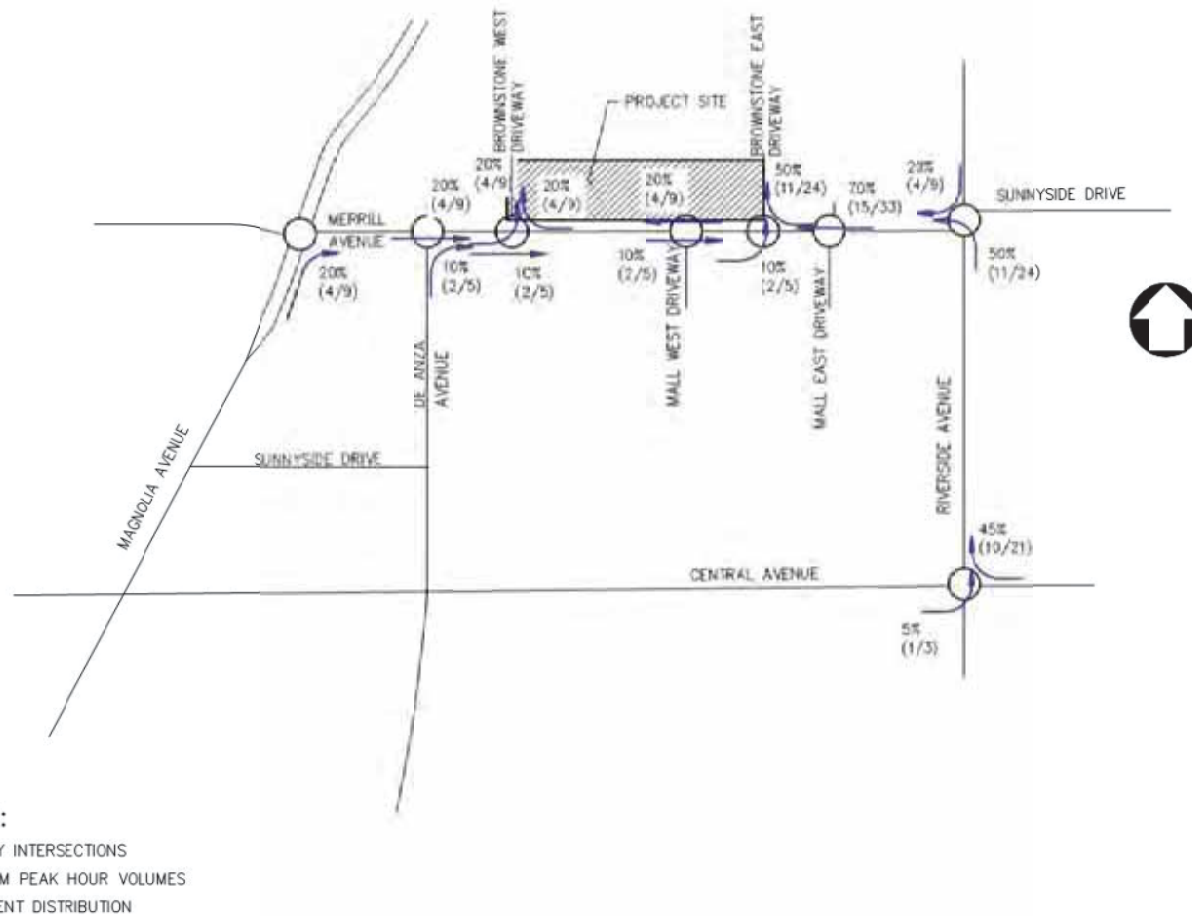 BROWNSTONE WEST
DRIVEWAY
PROJECT SITE
BROWNSTONE EAST
DRIVEWAY
20%
(4/9)
20%
(4/9
20%
(4/9)
20%
(4/9)
50%
(11/24)
70%
(15/33)
(4/9)
SUNNYSIDE DRIVE
MERRILL
AVENUE
20%
(4/9)
10%
(2/5)
10%
(2/5)
10%
(2/5)
10%
(2/5)
50%
(11/24)
MALL WEST DRIVEWAY
MALL EAST DRIVEWAY
DE ANZA
AVENUE
MAGNOLIA AVENUE
SUNNYSIDE DRIVE
RIVERSIDE AVENUE
45%
(10/21)
CENTRAL AVENUE
5%
(1/3)
:
Y INTERSECTIONS
M PEAK HOUR VOLUMES
ENT DISTRIBUTION